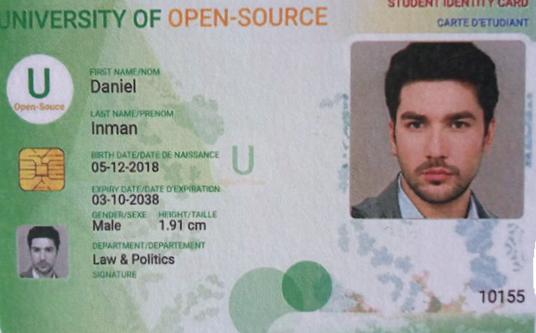 UNIVERSITY OF OPEN-SOURCE
STUDENT IDENTITY CARD
CARTE D'ETUDIANT
U
Open-Souce
FIRST NAME/NOM
Daniel
LAST NAME/PRENOM
Inman
BIRTH DATE/DATE DE NAISSANCE
05-12-2018
U
EXPIRY DATE/DATE D'EXPIRATION
03-10-2038
GENDER/SEXE HEIGHT/TAILLE
Male 1.91 cm
DEPARTMENT/DEPARTEMENT
Law & Politics
SIGNATURE
10155